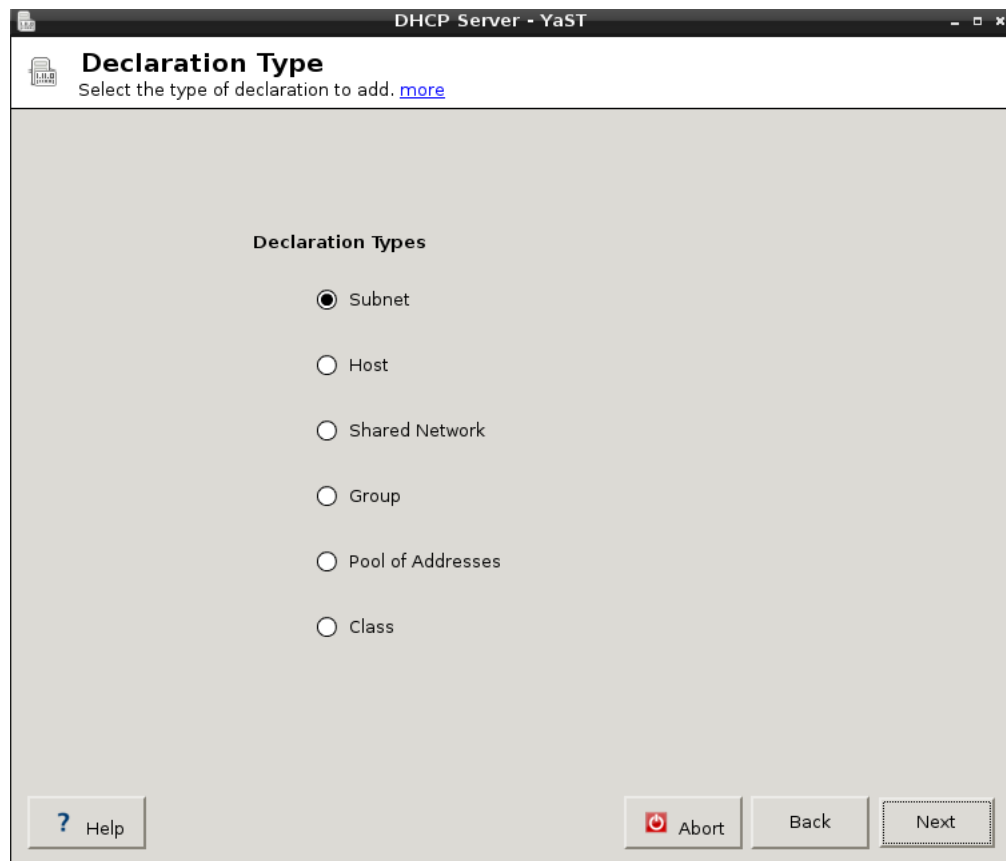 DHCP Server - YaST
Declaration Type
Select the type of declaration to add. more
Declaration Types
Subnet
Host
Shared Network
Group
Pool of Addresses
Class
? Help
Abort
Back
Next